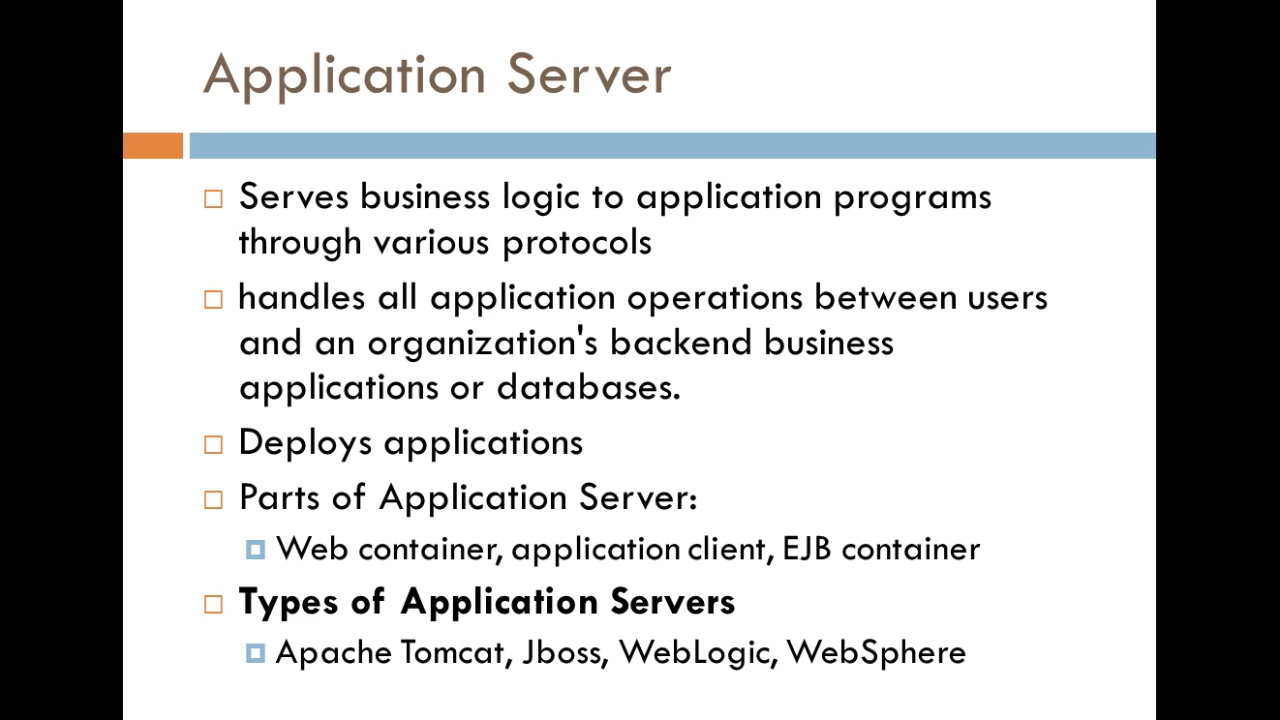 Application Server
Serves business logic to application programs
through various protocols
handles all application operations between users
and an organization's backend business
applications or databases.
Deploys applications
Parts of Application Server:
Web container, application client, EJB container
Types of Application Servers
Apache Tomcat, Jboss, WebLogic, WebSphere